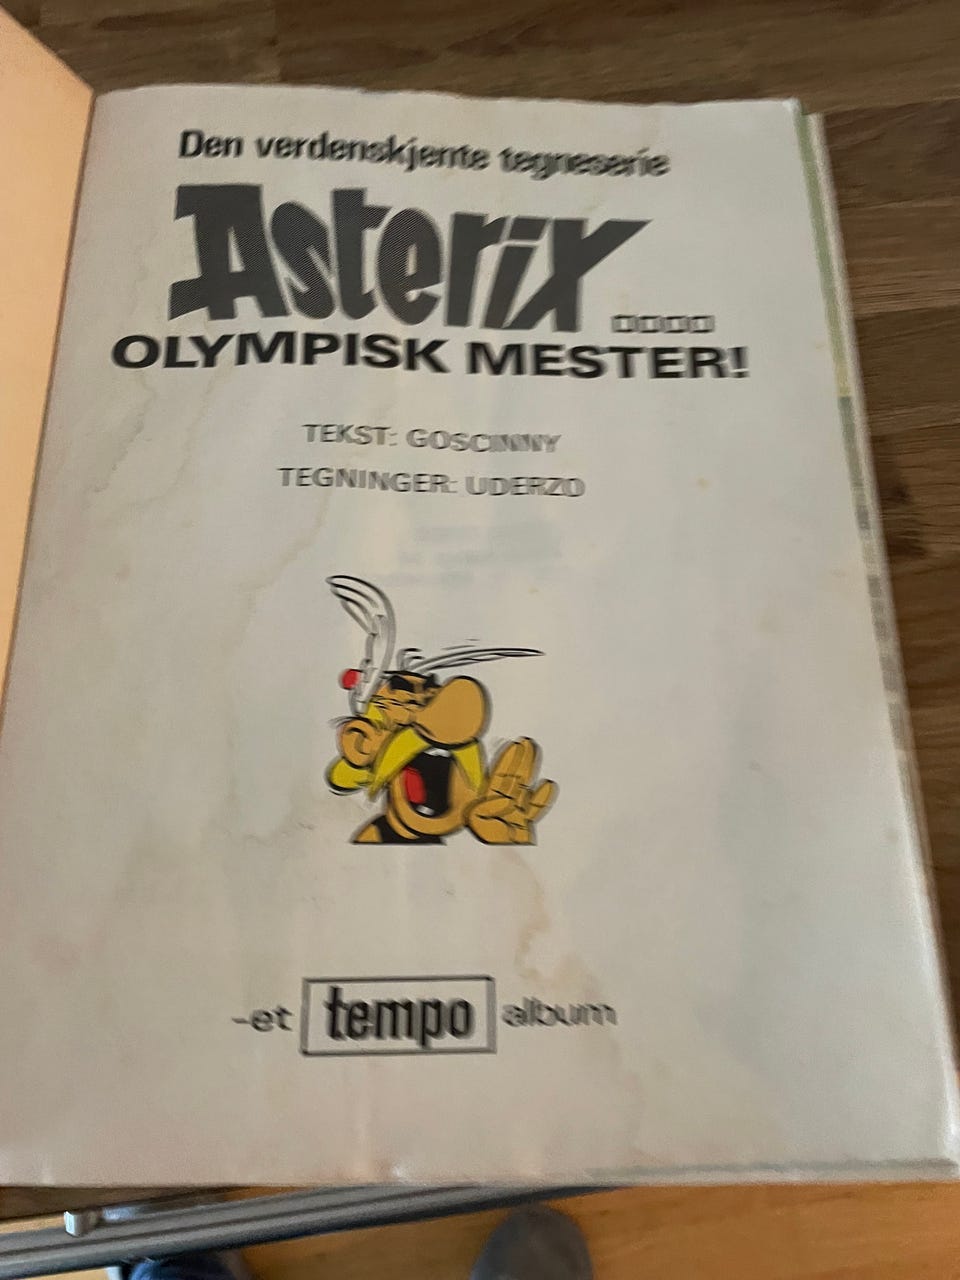 Den verdenskjente tegneserie
Asterix ....
OLYMPISK MESTER!
TEKST: GOSCINNY
TEGNINGER: UDERZO
-et tempo album